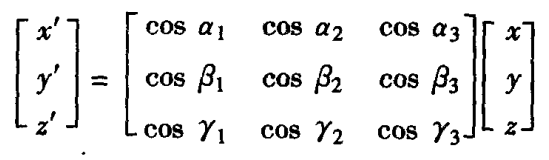 x′ cos α₁ cos α₂ cos α₃ x
y′ = cos β₁ cos β₂ cos β₃ y
z′ cos γ₁ cos γ₂ cos γ₃ z